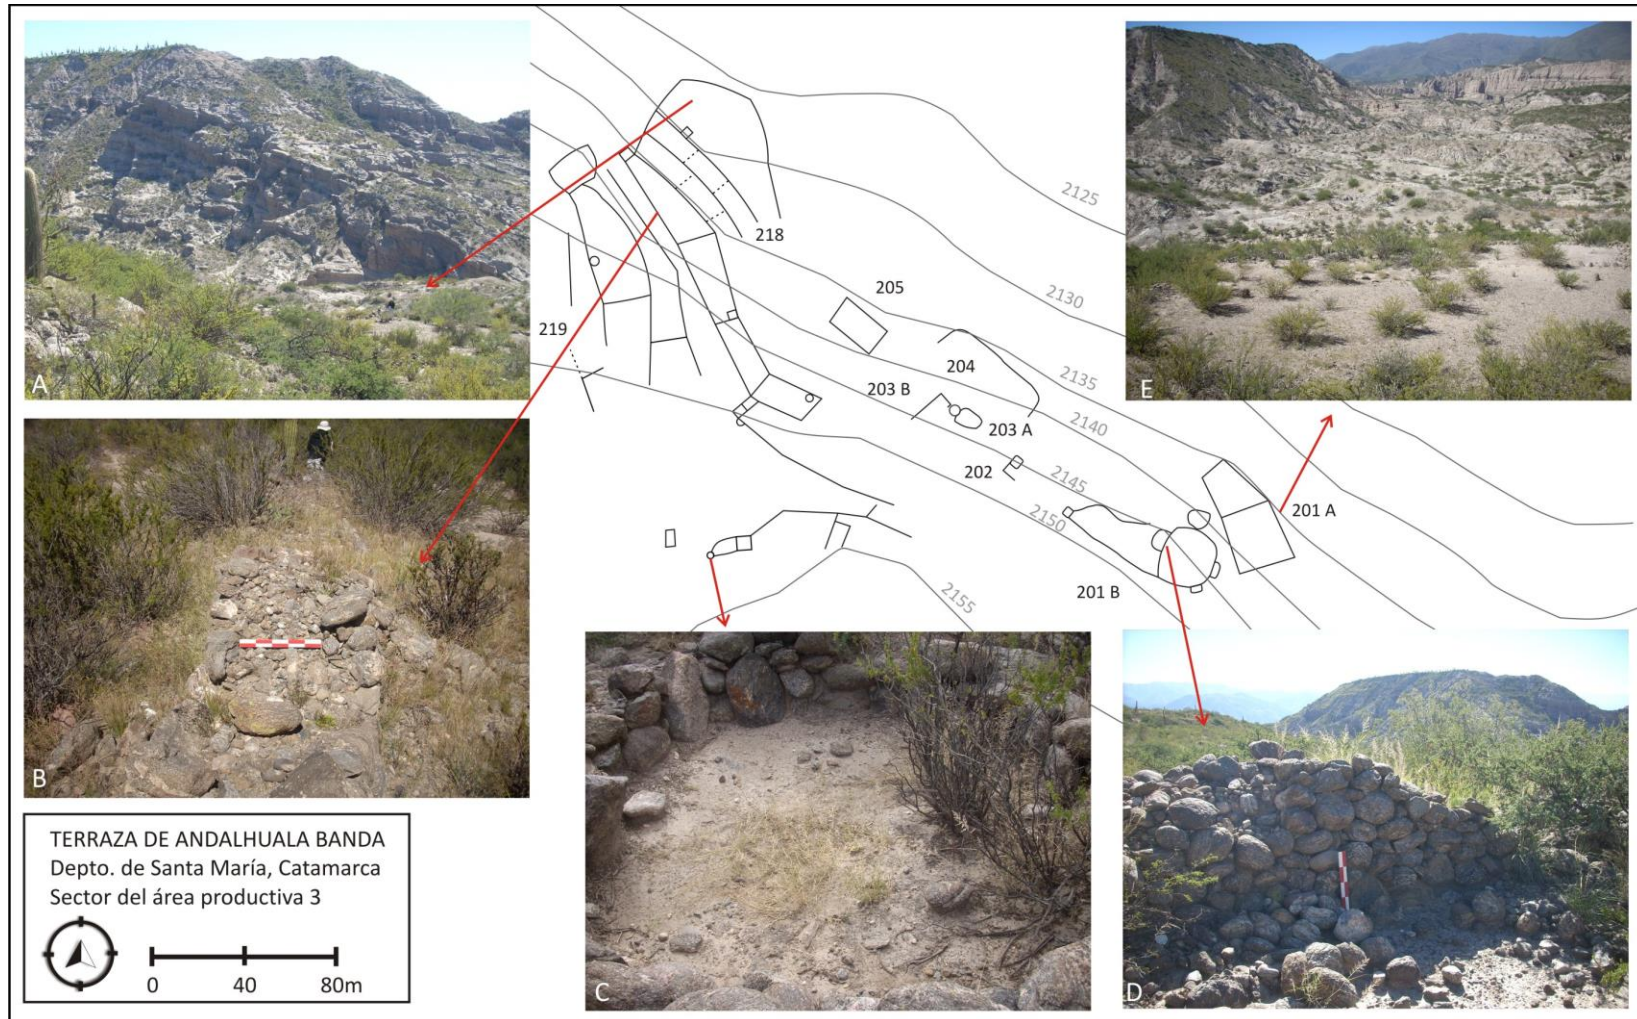 A
B
C
D
E
218
219
205
204
203 B
203 A
202
201 A
201 B
2125
2130
2135
2140
2145
2150
2155
TERRAZA DE ANDALHUALA BANDA
Depto. de Santa María, Catamarca
Sector del área productiva 3
0 40 80m